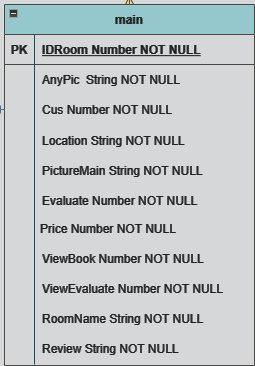 main
PK IDRoom Number NOT NULL
AnyPic String NOT NULL
Cus Number NOT NULL
Location String NOT NULL
PictureMain String NOT NULL
Evaluate Number NOT NULL
Price Number NOT NULL
ViewBook Number NOT NULL
ViewEvaluate Number NOT NULL
RoomName String NOT NULL
Review String NOT NULL